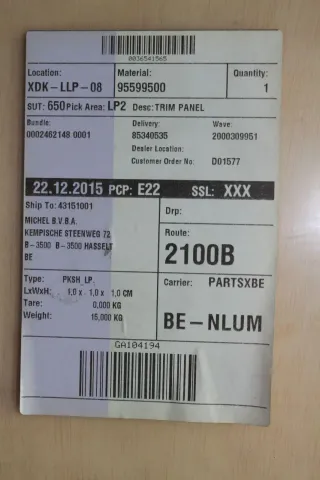 0036541565
Location: Material: Quantity:
XDK-LLP-08 95599500 1
SUT: 650 Pick Area: LP2 Desc: TRIM PANEL
Bundle: Delivery: Wave:
0002462148 0001 85340535 2000309951
Dealer Location:
Customer Order No: D01577
22.12.2015 PCP: E22 SSL: XXX
Ship To: 43151001 Drp:
MICHEL B.V.B.A.
KEMPISCHE STEENWEG 72 Route:
B-3500 B-3500 HASSELT 2100B
BE
Type: PKSH_LP. Carrier: PARTSXBE
LxWxH: 1,0 x 1,0 x 1,0 CM
Tare: 0,000 KG
Weight: 15,000 KG BE-NLUM
GA104194